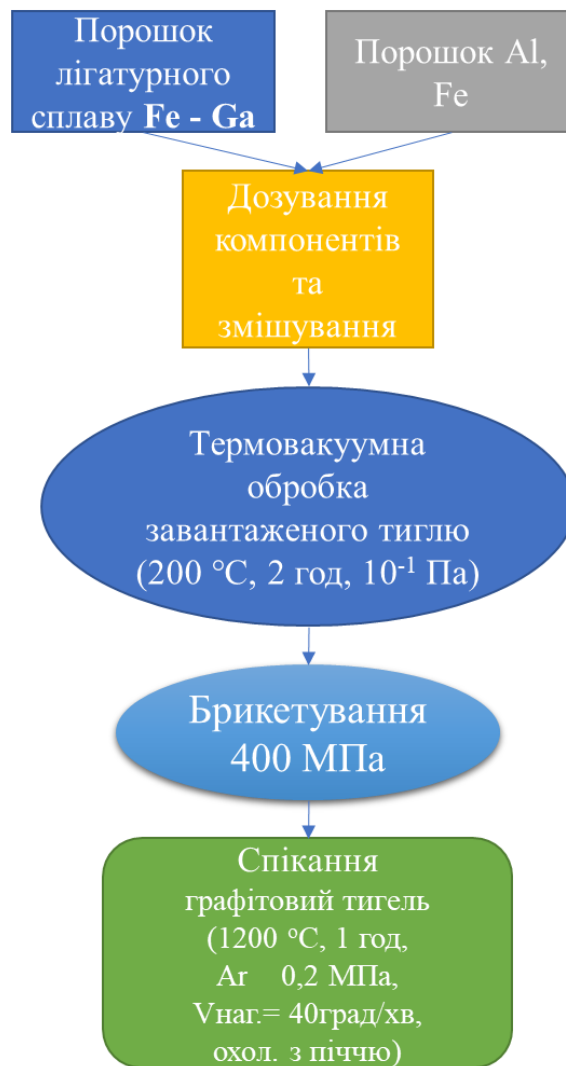 Порошок
лігатурного
сплаву Fe - Ga
Порошок Al,
Fe
Дозування
компонентів
та
змішування
Термовакуумна
обробка
завантаженого тиглю
(200 °С, 2 год, 10⁻¹ Па)
Брикетування
400 МПа
Спікання
графітовий тигель
(1200 °С, 1 год,
Ar 0,2 МПа,
Vнаг.= 40град/хв,
охол. з піччю)